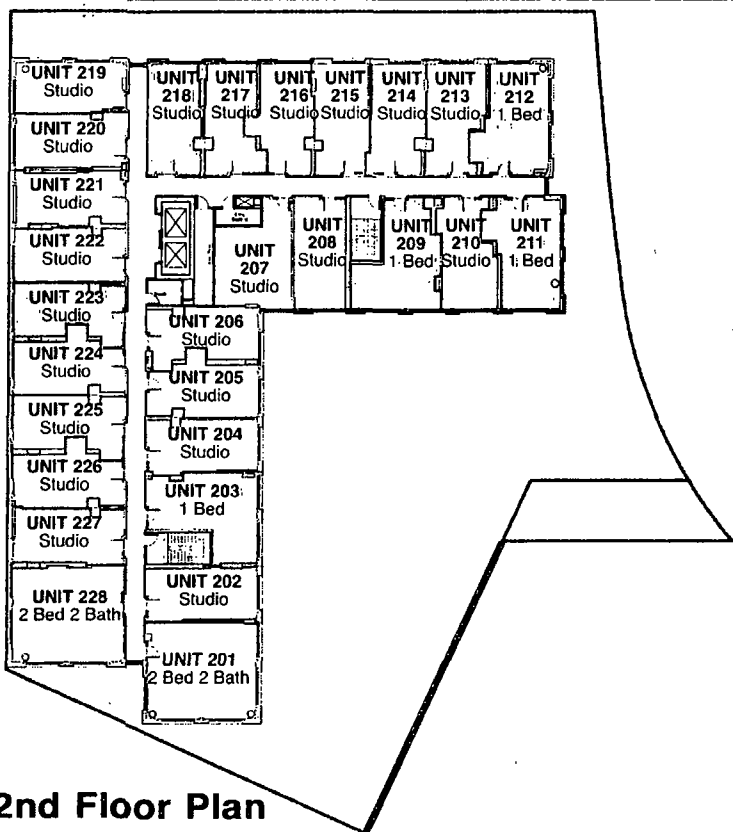 UNIT 219
Studio
UNIT 220
Studio
UNIT 221
Studio
UNIT 222
Studio
UNIT 223
Studio
UNIT 224
Studio
UNIT 225
Studio
UNIT 226
Studio
UNIT 227
Studio
UNIT 228
2 Bed 2 Bath
UNIT
218
Studio
UNIT
217
Studio
UNIT
216
Studio
UNIT
215
Studio
UNIT
214
Studio
UNIT
213
Studio
UNIT
212
1 Bed
UNIT
207
Studio
UNIT
208
Studio
UNIT
209
1 Bed
UNIT
210
Studio
UNIT
211
1 Bed
UNIT 206
Studio
UNIT 205
Studio
UNIT 204
Studio
UNIT 203
1 Bed
UNIT 202
Studio
UNIT 201
2 Bed 2 Bath
2nd Floor Plan